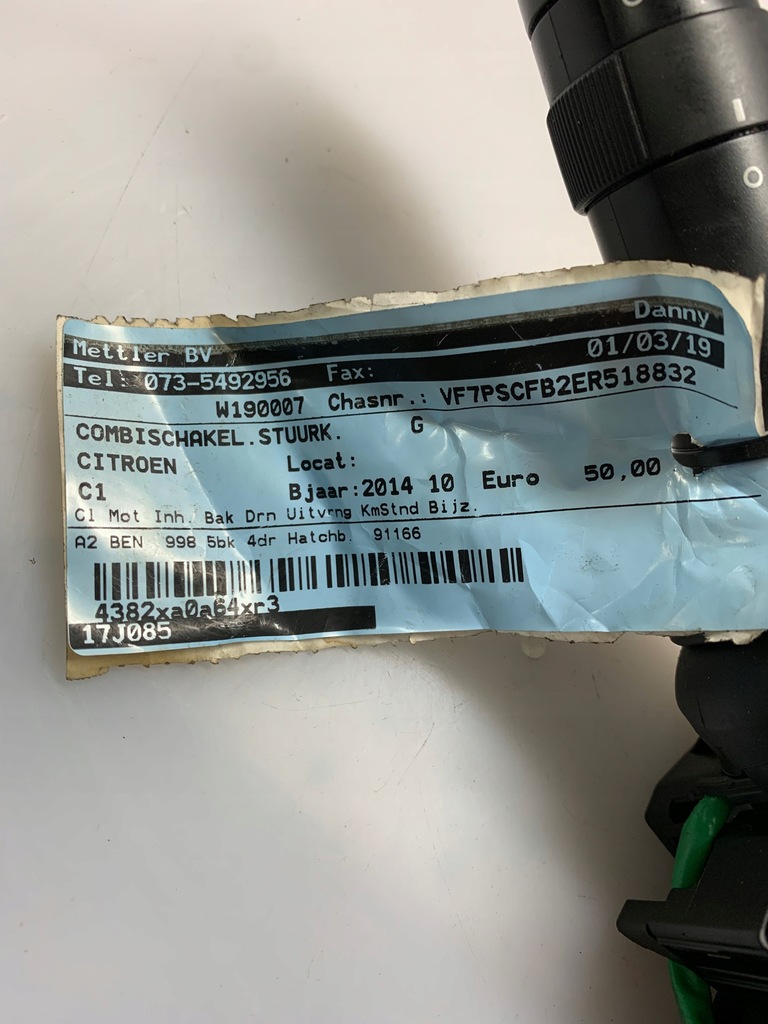 Mettler BV Danny
Tel: 073-5492956 Fax: 01/03/19
W190007 Chasnr.: VF7PSCFB2ER518832
COMBISCHAKEL.STUURK. G
CITROEN Locat:
C1 Bjaar:2014 10 Euro 50,00
Cl Mot Inh. Bak Drn Uitvrng KmStnd Bijz.
A2 BEN 998 5bk 4dr Hatchb. 91166
4382xa0a64xr3
17J085
O